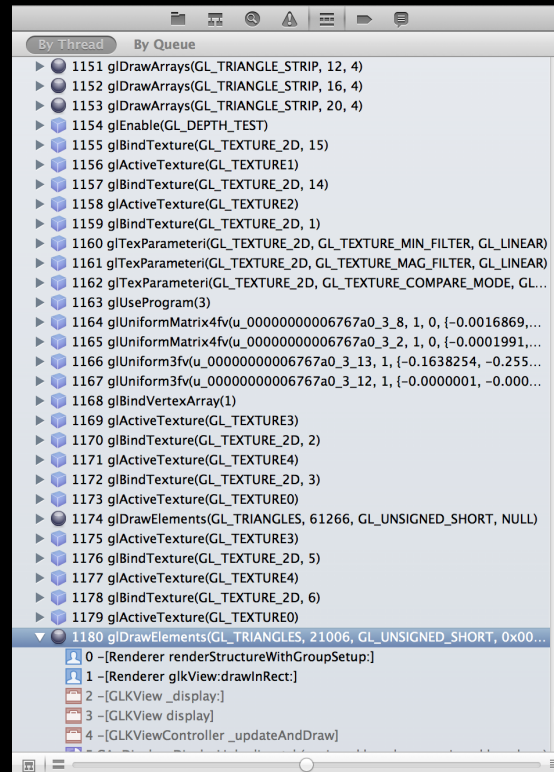 By Thread By Queue
1151 glDrawArrays(GL_TRIANGLE_STRIP, 12, 4)
1152 glDrawArrays(GL_TRIANGLE_STRIP, 16, 4)
1153 glDrawArrays(GL_TRIANGLE_STRIP, 20, 4)
1154 glEnable(GL_DEPTH_TEST)
1155 glBindTexture(GL_TEXTURE_2D, 15)
1156 glActiveTexture(GL_TEXTURE1)
1157 glBindTexture(GL_TEXTURE_2D, 14)
1158 glActiveTexture(GL_TEXTURE2)
1159 glBindTexture(GL_TEXTURE_2D, 1)
1160 glTexParameteri(GL_TEXTURE_2D, GL_TEXTURE_MIN_FILTER, GL_LINEAR)
1161 glTexParameteri(GL_TEXTURE_2D, GL_TEXTURE_MAG_FILTER, GL_LINEAR)
1162 glTexParameteri(GL_TEXTURE_2D, GL_TEXTURE_COMPARE_MODE, GL...
1163 glUseProgram(3)
1164 glUniformMatrix4fv(u_00000000006767a0_3_8, 1, 0, {-0.0016869,...
1165 glUniformMatrix4fv(u_00000000006767a0_3_2, 1, 0, {-0.0001991,...
1166 glUniform3fv(u_00000000006767a0_3_13, 1, {-0.1638254, -0.255...
1167 glUniform3fv(u_00000000006767a0_3_12, 1, {-0.0000001, -0.000...
1168 glBindVertexArray(1)
1169 glActiveTexture(GL_TEXTURE3)
1170 glBindTexture(GL_TEXTURE_2D, 2)
1171 glActiveTexture(GL_TEXTURE4)
1172 glBindTexture(GL_TEXTURE_2D, 3)
1173 glActiveTexture(GL_TEXTURE0)
1174 glDrawElements(GL_TRIANGLES, 61266, GL_UNSIGNED_SHORT, NULL)
1175 glActiveTexture(GL_TEXTURE3)
1176 glBindTexture(GL_TEXTURE_2D, 5)
1177 glActiveTexture(GL_TEXTURE4)
1178 glBindTexture(GL_TEXTURE_2D, 6)
1179 glActiveTexture(GL_TEXTURE0)
1180 glDrawElements(GL_TRIANGLES, 21006, GL_UNSIGNED_SHORT, 0x00...
0 -[Renderer renderStructureWithGroupSetup:]
1 -[Renderer glkView:drawInRect:]
2 -[GLKView _display:]
3 -[GLKView display]
4 -[GLKViewController _updateAndDraw]